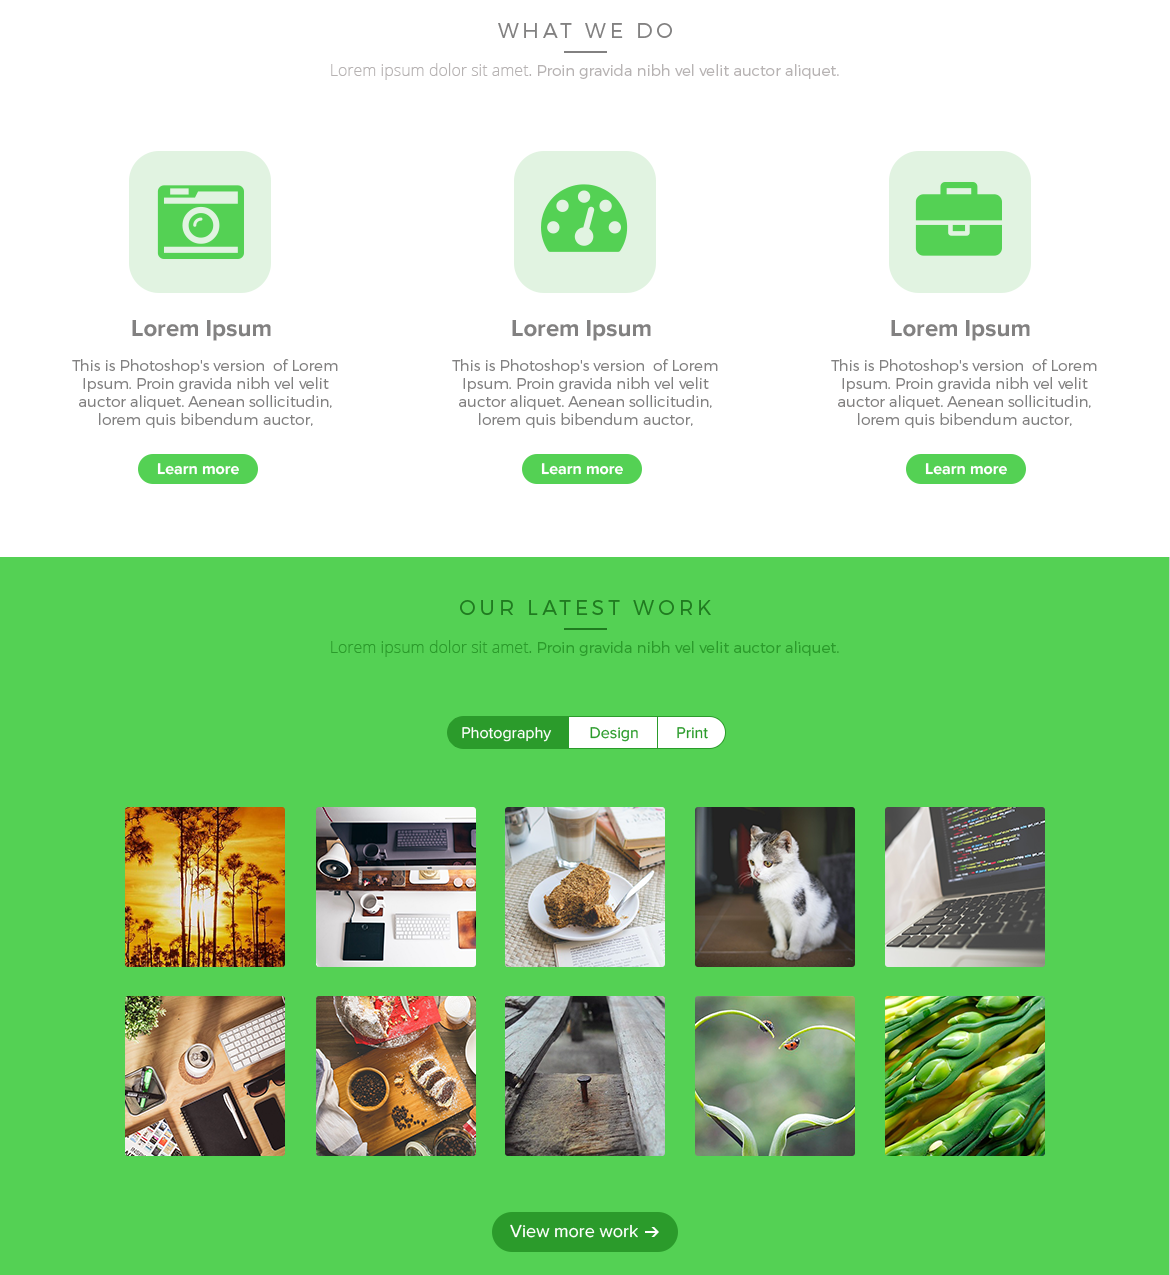 WHAT WE DO
Lorem ipsum dolor sit amet. Proin gravida nibh vel velit auctor aliquet.
Lorem Ipsum
This is Photoshop's version of Lorem
Ipsum. Proin gravida nibh vel velit
auctor aliquet. Aenean sollicitudin,
lorem quis bibendum auctor,
Learn more
Lorem Ipsum
This is Photoshop's version of Lorem
Ipsum. Proin gravida nibh vel velit
auctor aliquet. Aenean sollicitudin,
lorem quis bibendum auctor,
Learn more
Lorem Ipsum
This is Photoshop's version of Lorem
Ipsum. Proin gravida nibh vel velit
auctor aliquet. Aenean sollicitudin,
lorem quis bibendum auctor,
Learn more
OUR LATEST WORK
Lorem ipsum dolor sit amet. Proin gravida nibh vel velit auctor aliquet.
Photography
Design
Print
View more work →